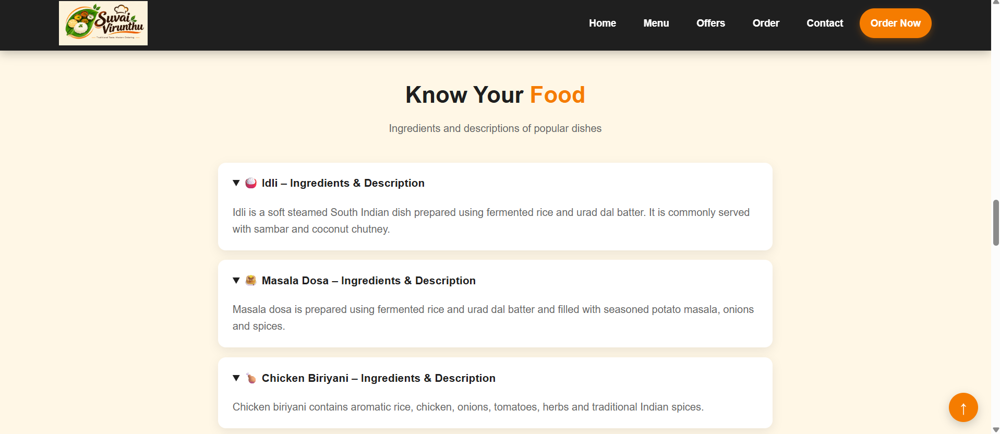 Suvai
Virunthu
Traditional Taste. Modern Ordering.
Home Menu Offers Order Contact Order Now
Know Your Food
Ingredients and descriptions of popular dishes
Idli – Ingredients & Description
Idli is a soft steamed South Indian dish prepared using fermented rice and urad dal batter. It is commonly served
with sambar and coconut chutney.
Masala Dosa – Ingredients & Description
Masala dosa is prepared using fermented rice and urad dal batter and filled with seasoned potato masala, onions
and spices.
Chicken Biriyani – Ingredients & Description
Chicken biriyani contains aromatic rice, chicken, onions, tomatoes, herbs and traditional Indian spices.